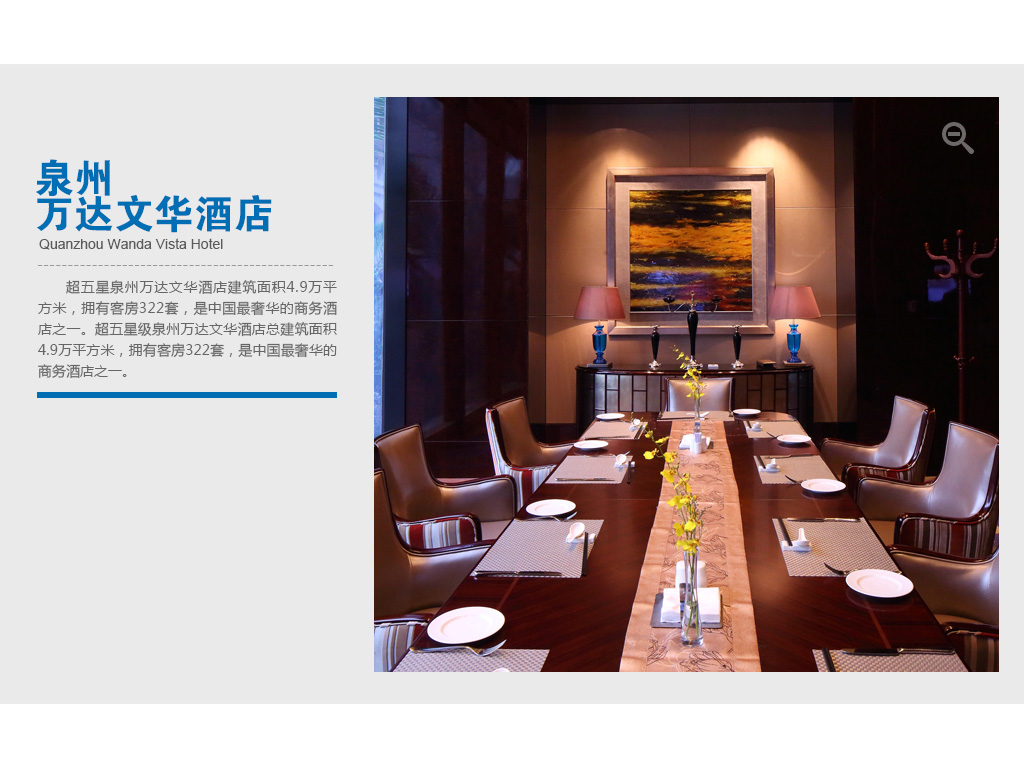 泉州
万达文华酒店
Quanzhou Wanda Vista Hotel
超五星泉州万达文华酒店建筑面积4.9万平
方米，拥有客房322套，是中国最奢华的商务酒
店之一。超五星级泉州万达文华酒店总建筑面积
4.9万平方米，拥有客房322套，是中国最奢华的
商务酒店之一。